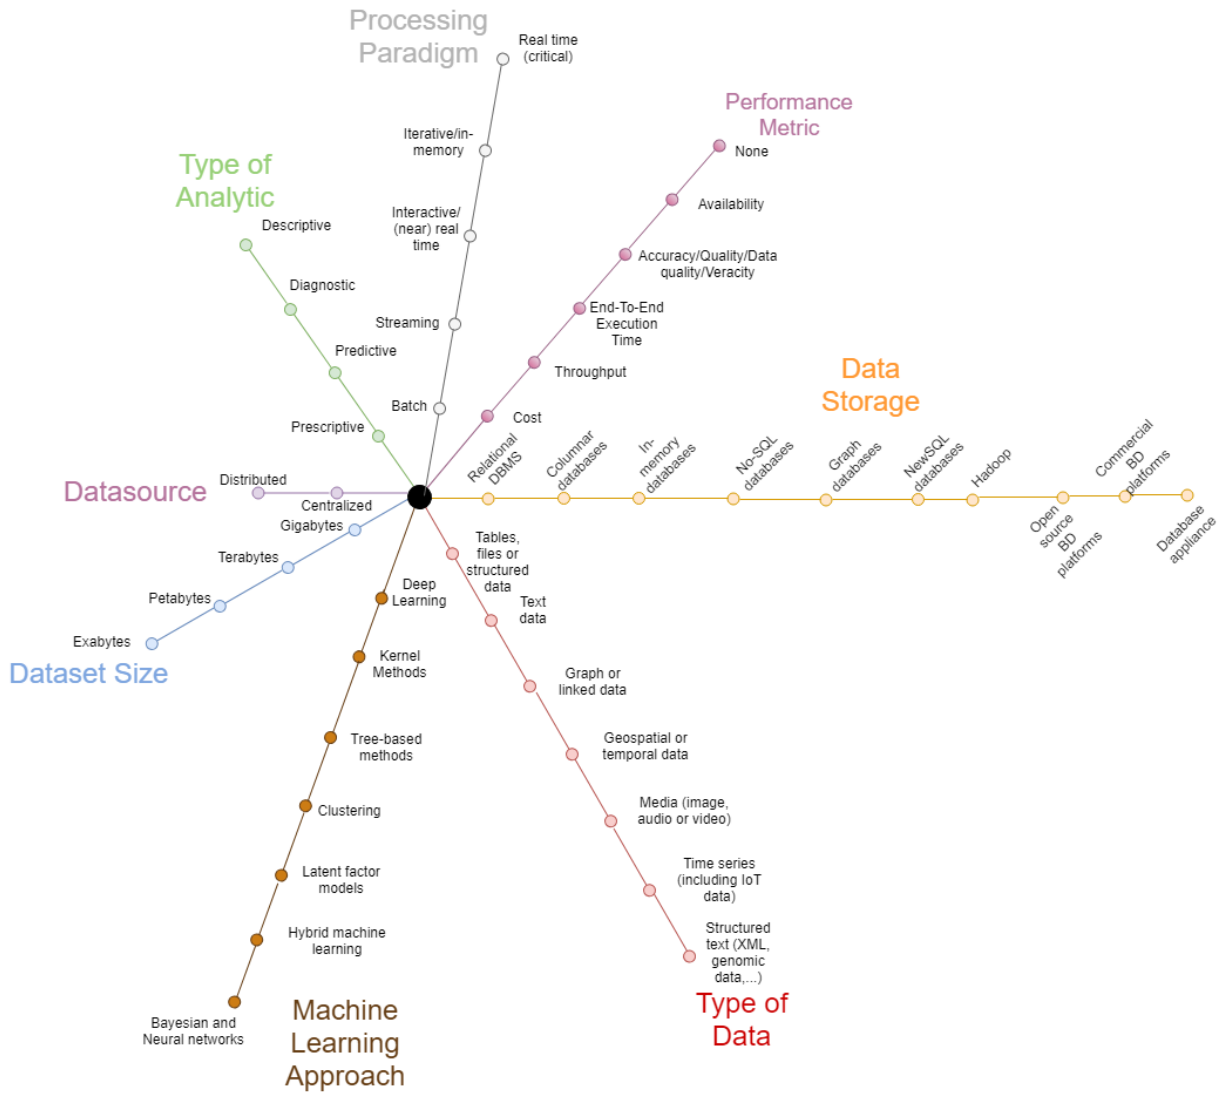 Processing
Paradigm
Real time
(critical)
Iterative/in-
memory
Interactive/
(near) real
time
Streaming
Batch
Performance
Metric
None
Availability
Accuracy/Quality/Data
quality/Veracity
End-To-End
Execution
Time
Throughput
Cost
Type of
Analytic
Descriptive
Diagnostic
Predictive
Prescriptive
Data
Storage
Relational
DBMS
Columnar
databases
In-
memory
databases
No-SQL
databases
Graph
databases
NewSQL
databases
Hadoop
Open
source
BD
platforms
Commercial
BD
platforms
Database
appliance
Datasource
Distributed
Centralized
Gigabytes
Terabytes
Petabytes
Exabytes
Dataset Size
Deep
Learning
Kernel
Methods
Tree-based
methods
Clustering
Latent factor
models
Hybrid machine
learning
Bayesian and
Neural networks
Machine
Learning
Approach
Tables,
files or
structured
data
Text
data
Graph or
linked data
Geospatial or
temporal data
Media (image,
audio or video)
Time series
(including IoT
data)
Structured
text (XML,
genomic
data,...)
Type of
Data